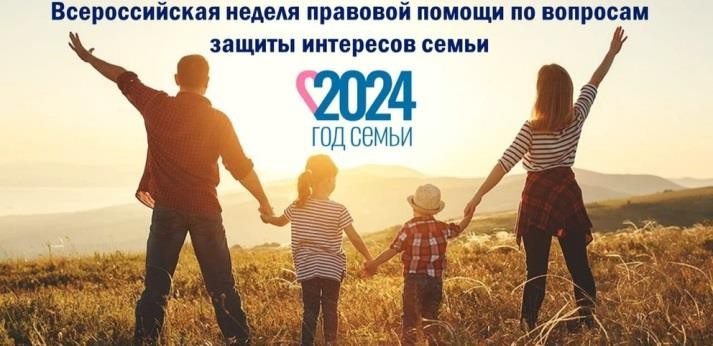 Всероссийская неделя правовой помощи по вопросам
защиты интересов семьи
2024
ГОД СЕМЬИ